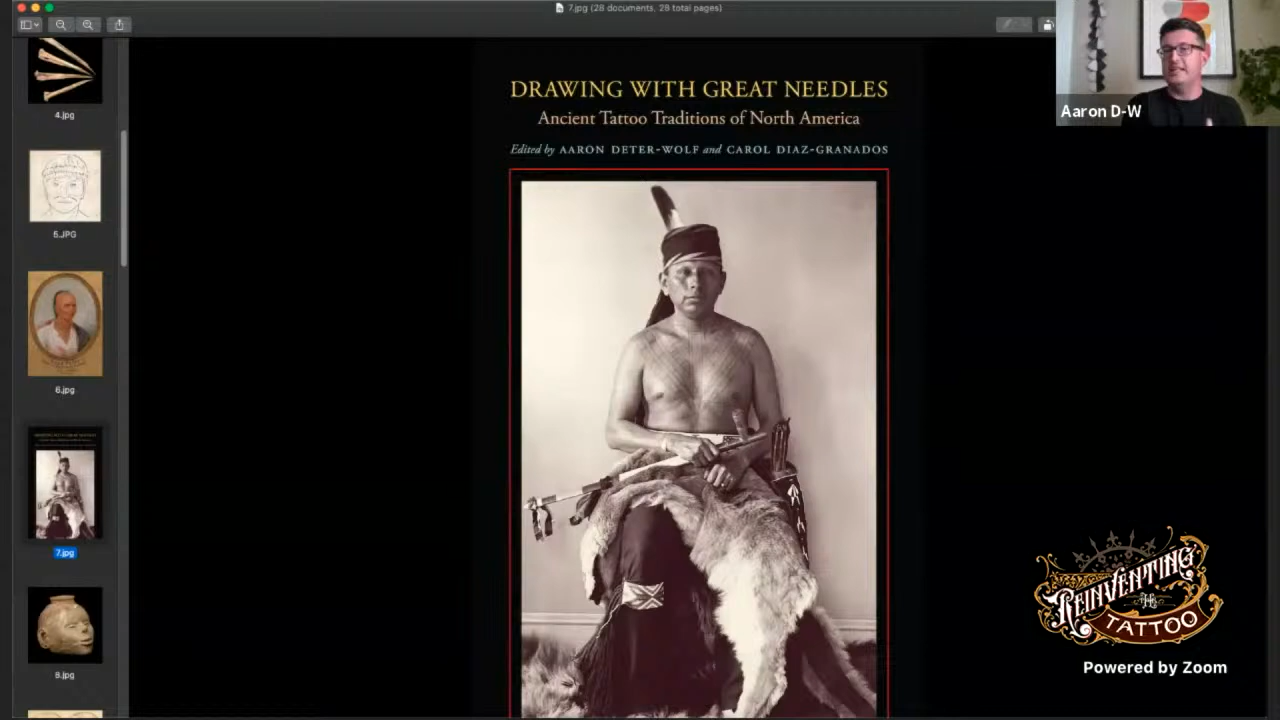 7.jpg (28 documents, 28 total pages)
4.jpg
5.JPG
6.jpg
7.jpg
8.jpg
DRAWING WITH GREAT NEEDLES
Ancient Tattoo Traditions of North America
Edited by AARON DETER-WOLF and CAROL DIAZ-GRANADOS
Aaron D-W
REINVENTING
THE
TATTOO
Powered by Zoom